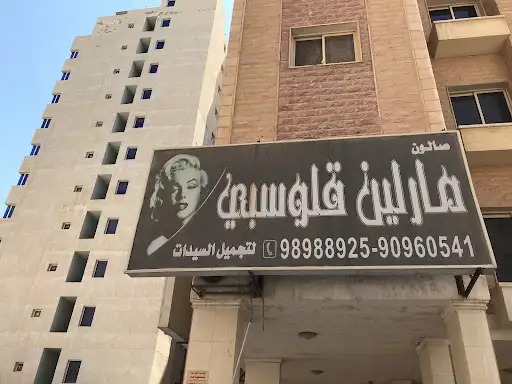 صالون
مارلين قلوسبي
لتجميل السيدات 98988925-90960541